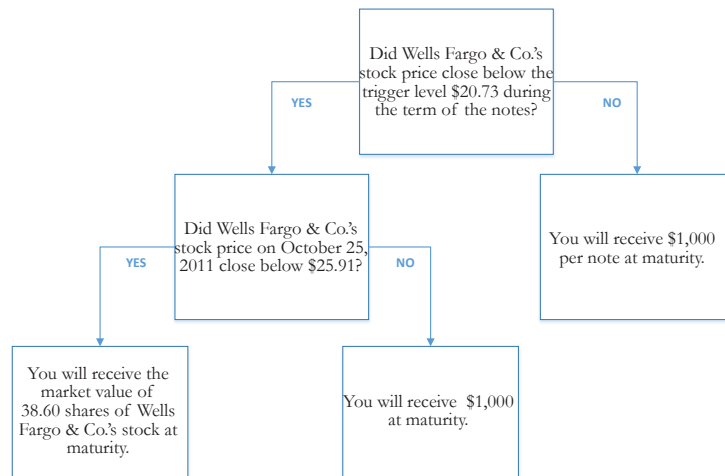 Did Wells Fargo & Co.'s
stock price close below the
trigger level $20.73 during
the term of the notes?
YES
NO
Did Wells Fargo & Co.'s
stock price on October 25,
2011 close below $25.91?
You will receive $1,000
per note at maturity.
YES
NO
You will receive the
market value of
38.60 shares of Wells
Fargo & Co.'s stock at
maturity.
You will receive $1,000
at maturity.